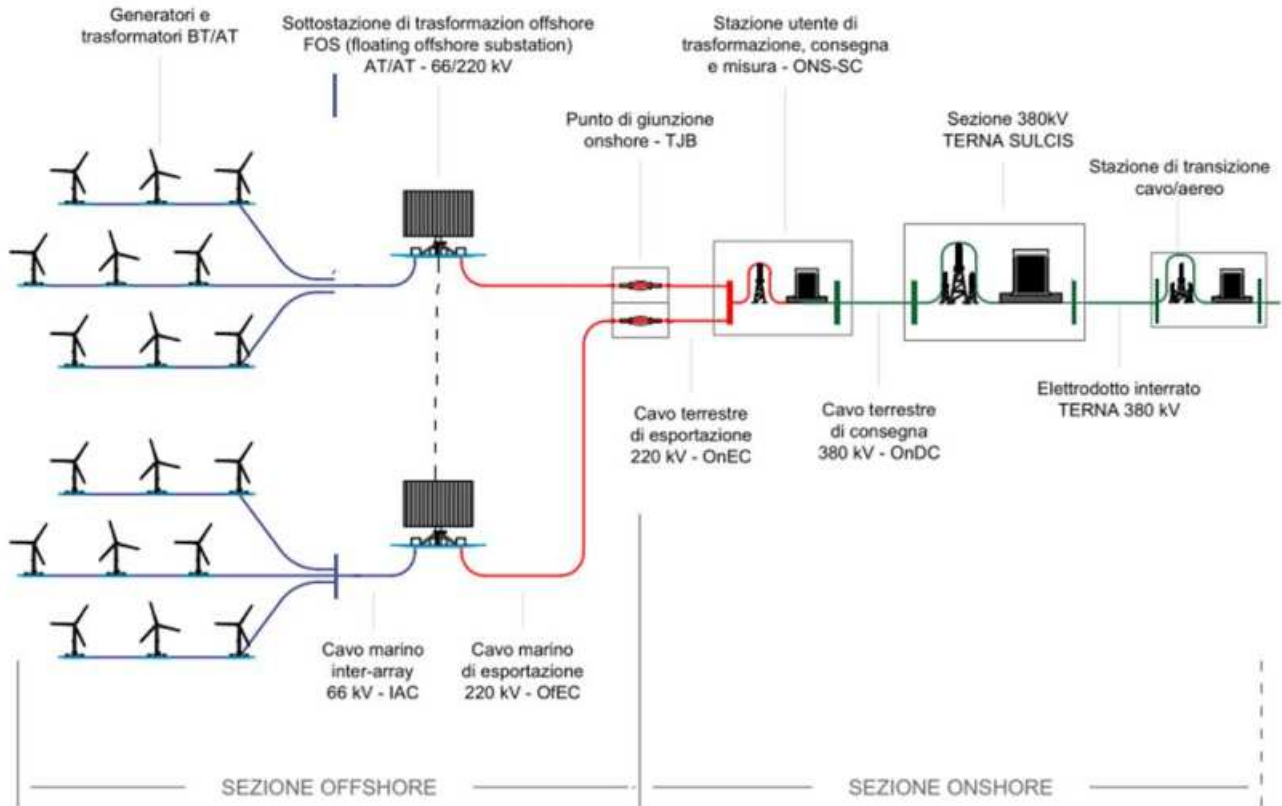 Generatori e
trasformatori BT/AT
Sottostazione di trasformazion offshore
FOS (floating offshore substation)
AT/AT - 66/220 kV
Stazione utente di
trasformazione, consegna
e misura - ONS-SC
Punto di giunzione
onshore - TJB
Sezione 380kV
TERNA SULCIS
Stazione di transizione
cavo/aereo
Cavo terrestre
di esportazione
220 kV - OnEC
Cavo terrestre
di consegna
380 kV - OnDC
Elettrodotto interrato
TERNA 380 kV
Cavo marino
inter-array
66 kV - IAC
Cavo marino
di esportazione
220 kV - OfEC
SEZIONE OFFSHORE
SEZIONE ONSHORE